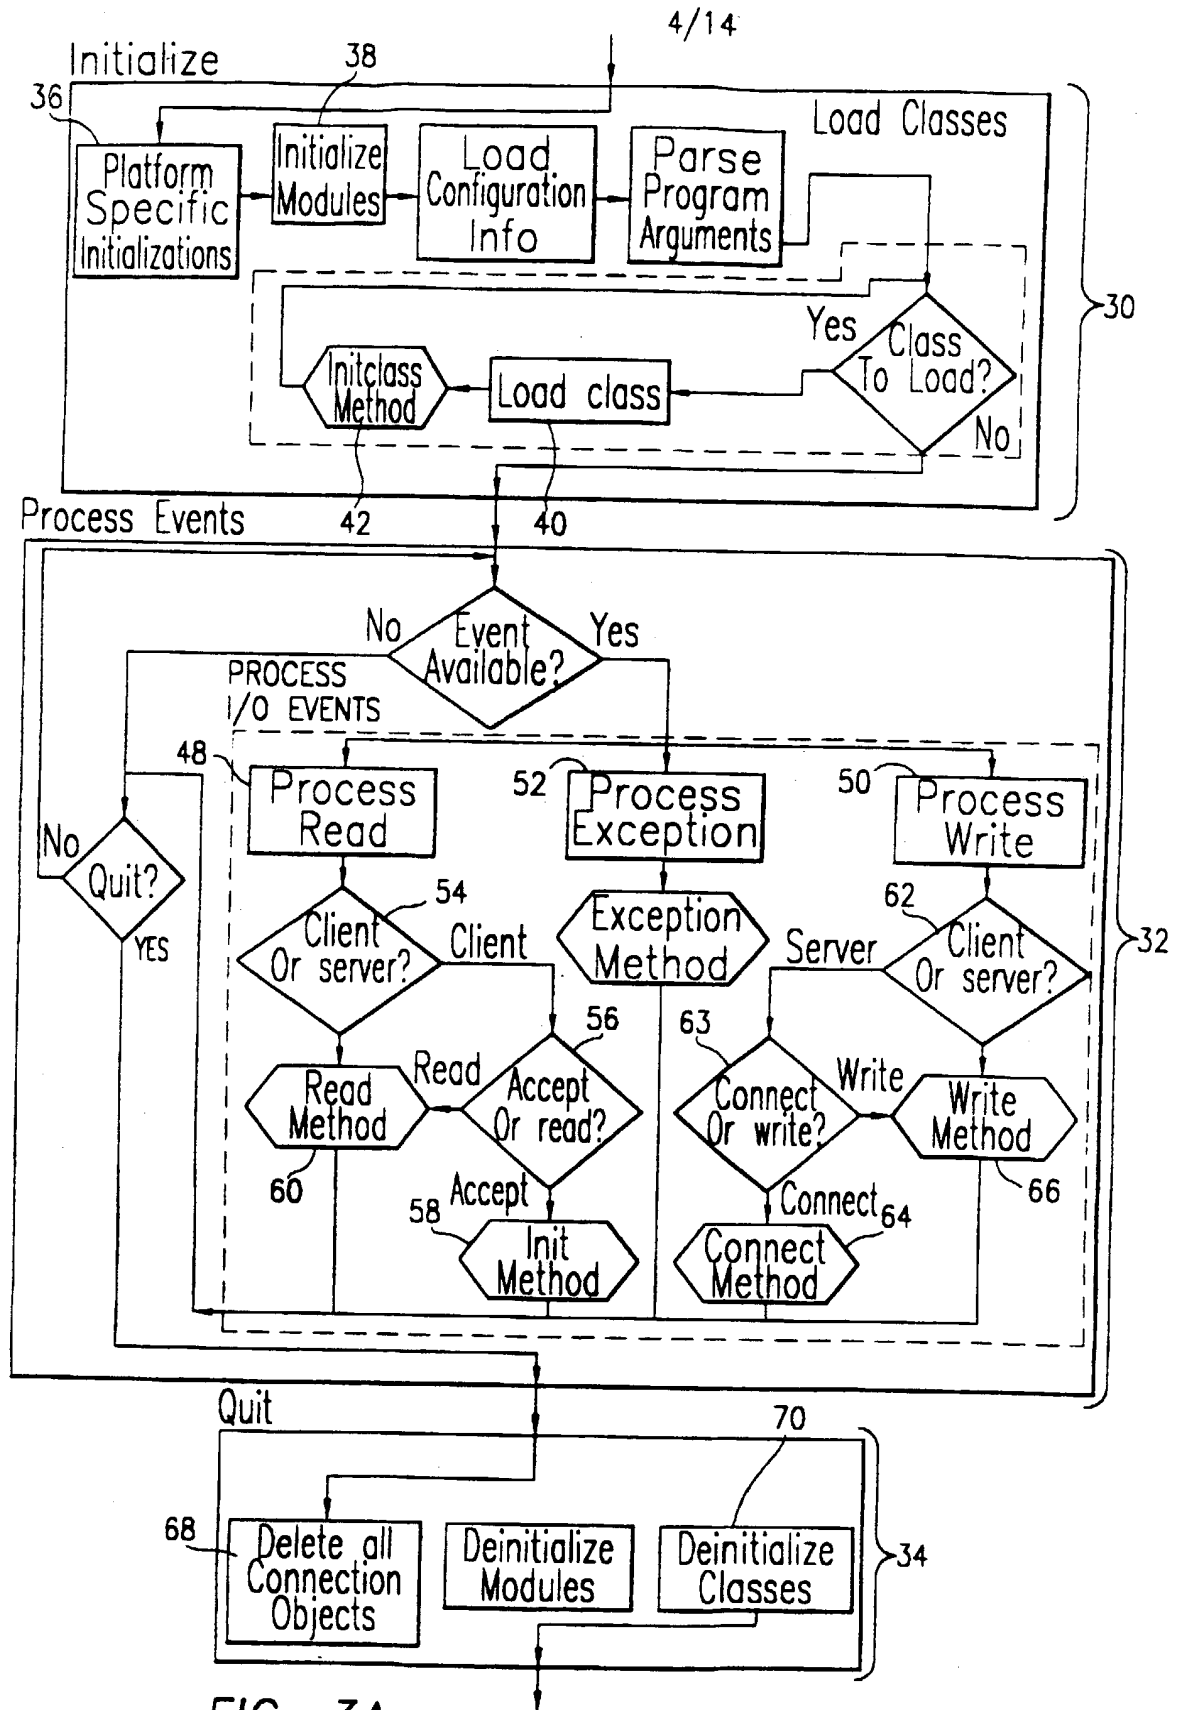 4/14
Initialize
38
36
Load Classes
Platform
Specific
Initializations
Initialize
Modules
Load
Configuration
Info
Parse
Program
Arguments
30
Yes
Class
To Load?
No
Initclass
Method
Load class
42
40
Process Events
No
Event
Available?
Yes
PROCESS
I/O EVENTS
48
Process
Read
52
Process
Exception
50
Process
Write
No
Quit?
YES
54
Client
Or server?
Client
Exception
Method
62
Server
Client
Or server?
32
56
63
Read
Method
Read
Accept
Or read?
Connect
Or write?
Write
Write
Method
60
Accept
58
Init
Method
Connect
64
Connect
Method
66
Quit
70
68
Delete all
Connection
Objects
Deinitialize
Modules
Deinitialize
Classes
34
FIG. 3A